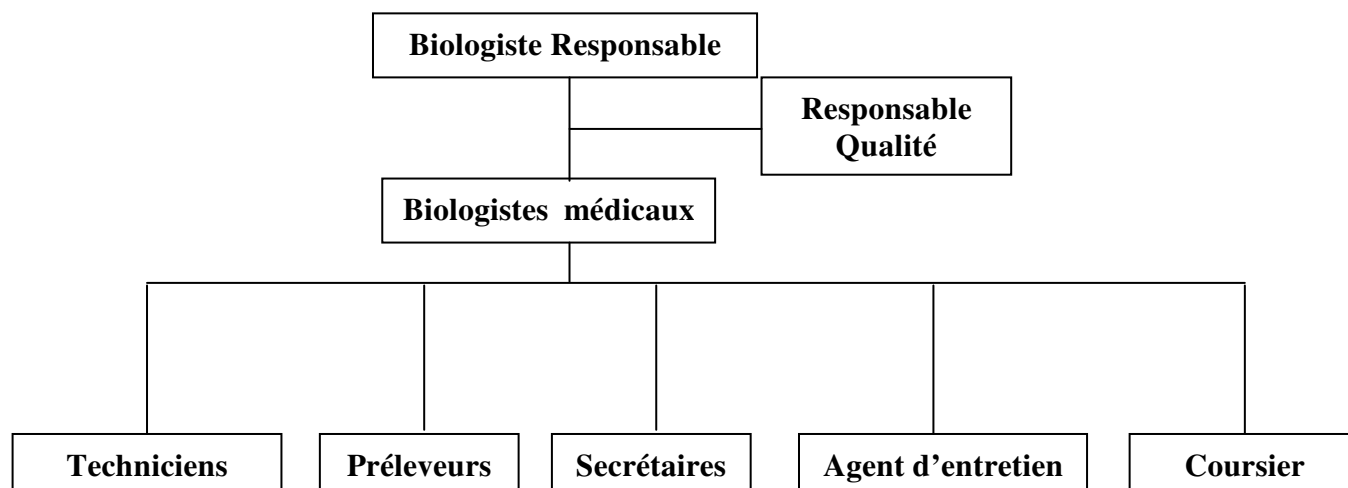 Biologiste Responsable
Responsable
Qualité
Biologistes médicaux
Techniciens
Préleveurs
Secrétaires
Agent d’entretien
Coursier